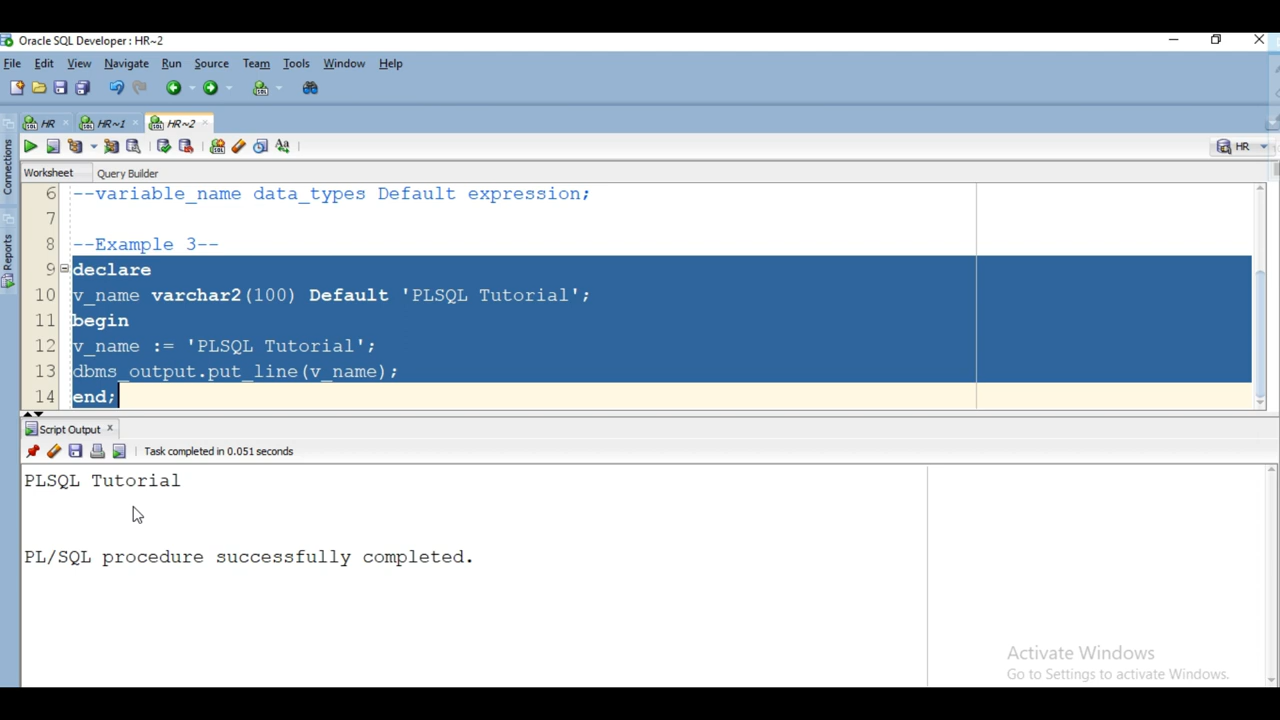 Oracle SQL Developer : HR~2
File Edit View Navigate Run Source Team Tools Window Help
HR HR~1 HR~2
HR
Connections
Reports
Worksheet Query Builder
6 --variable_name data_types Default expression;
7
8 --Example 3--
9 declare
10 v_name varchar2(100) Default 'PLSQL Tutorial';
11 begin
12 v_name := 'PLSQL Tutorial';
13 dbms_output.put_line(v_name);
14 end;
Script Output
Task completed in 0.051 seconds
PLSQL Tutorial
PL/SQL procedure successfully completed.
Activate Windows
Go to Settings to activate Windows.